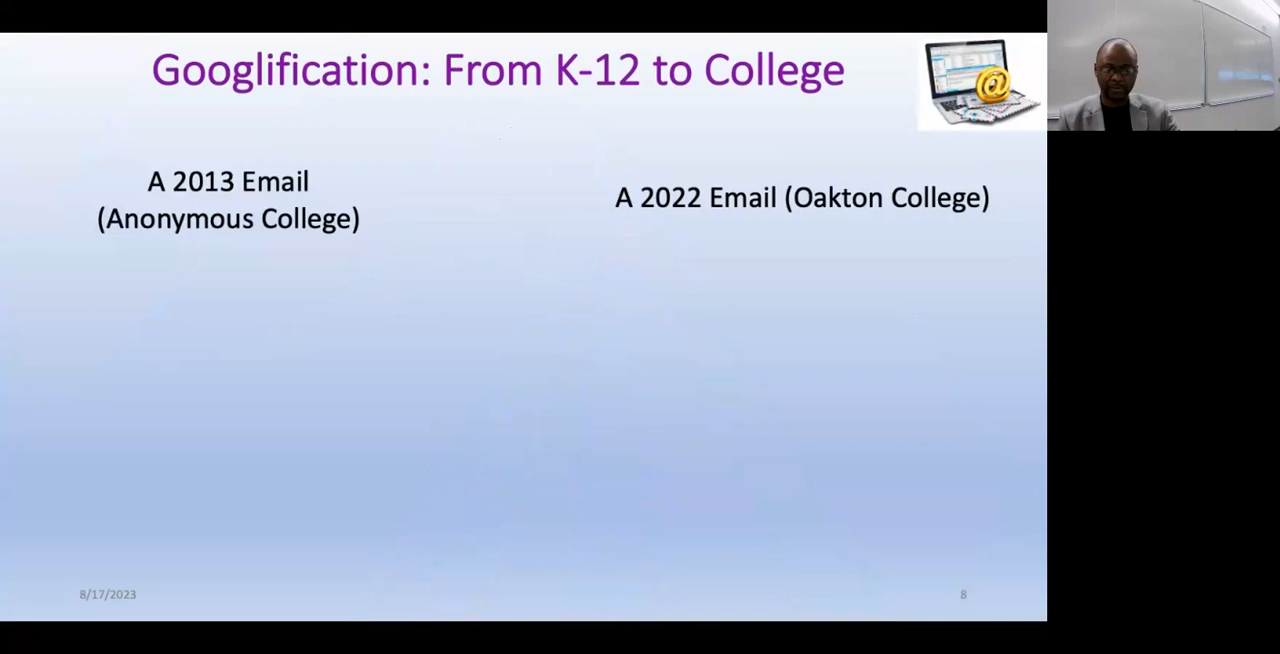 Googlification: From K-12 to College
A 2013 Email
(Anonymous College)
A 2022 Email (Oakton College)
8/17/2023
8